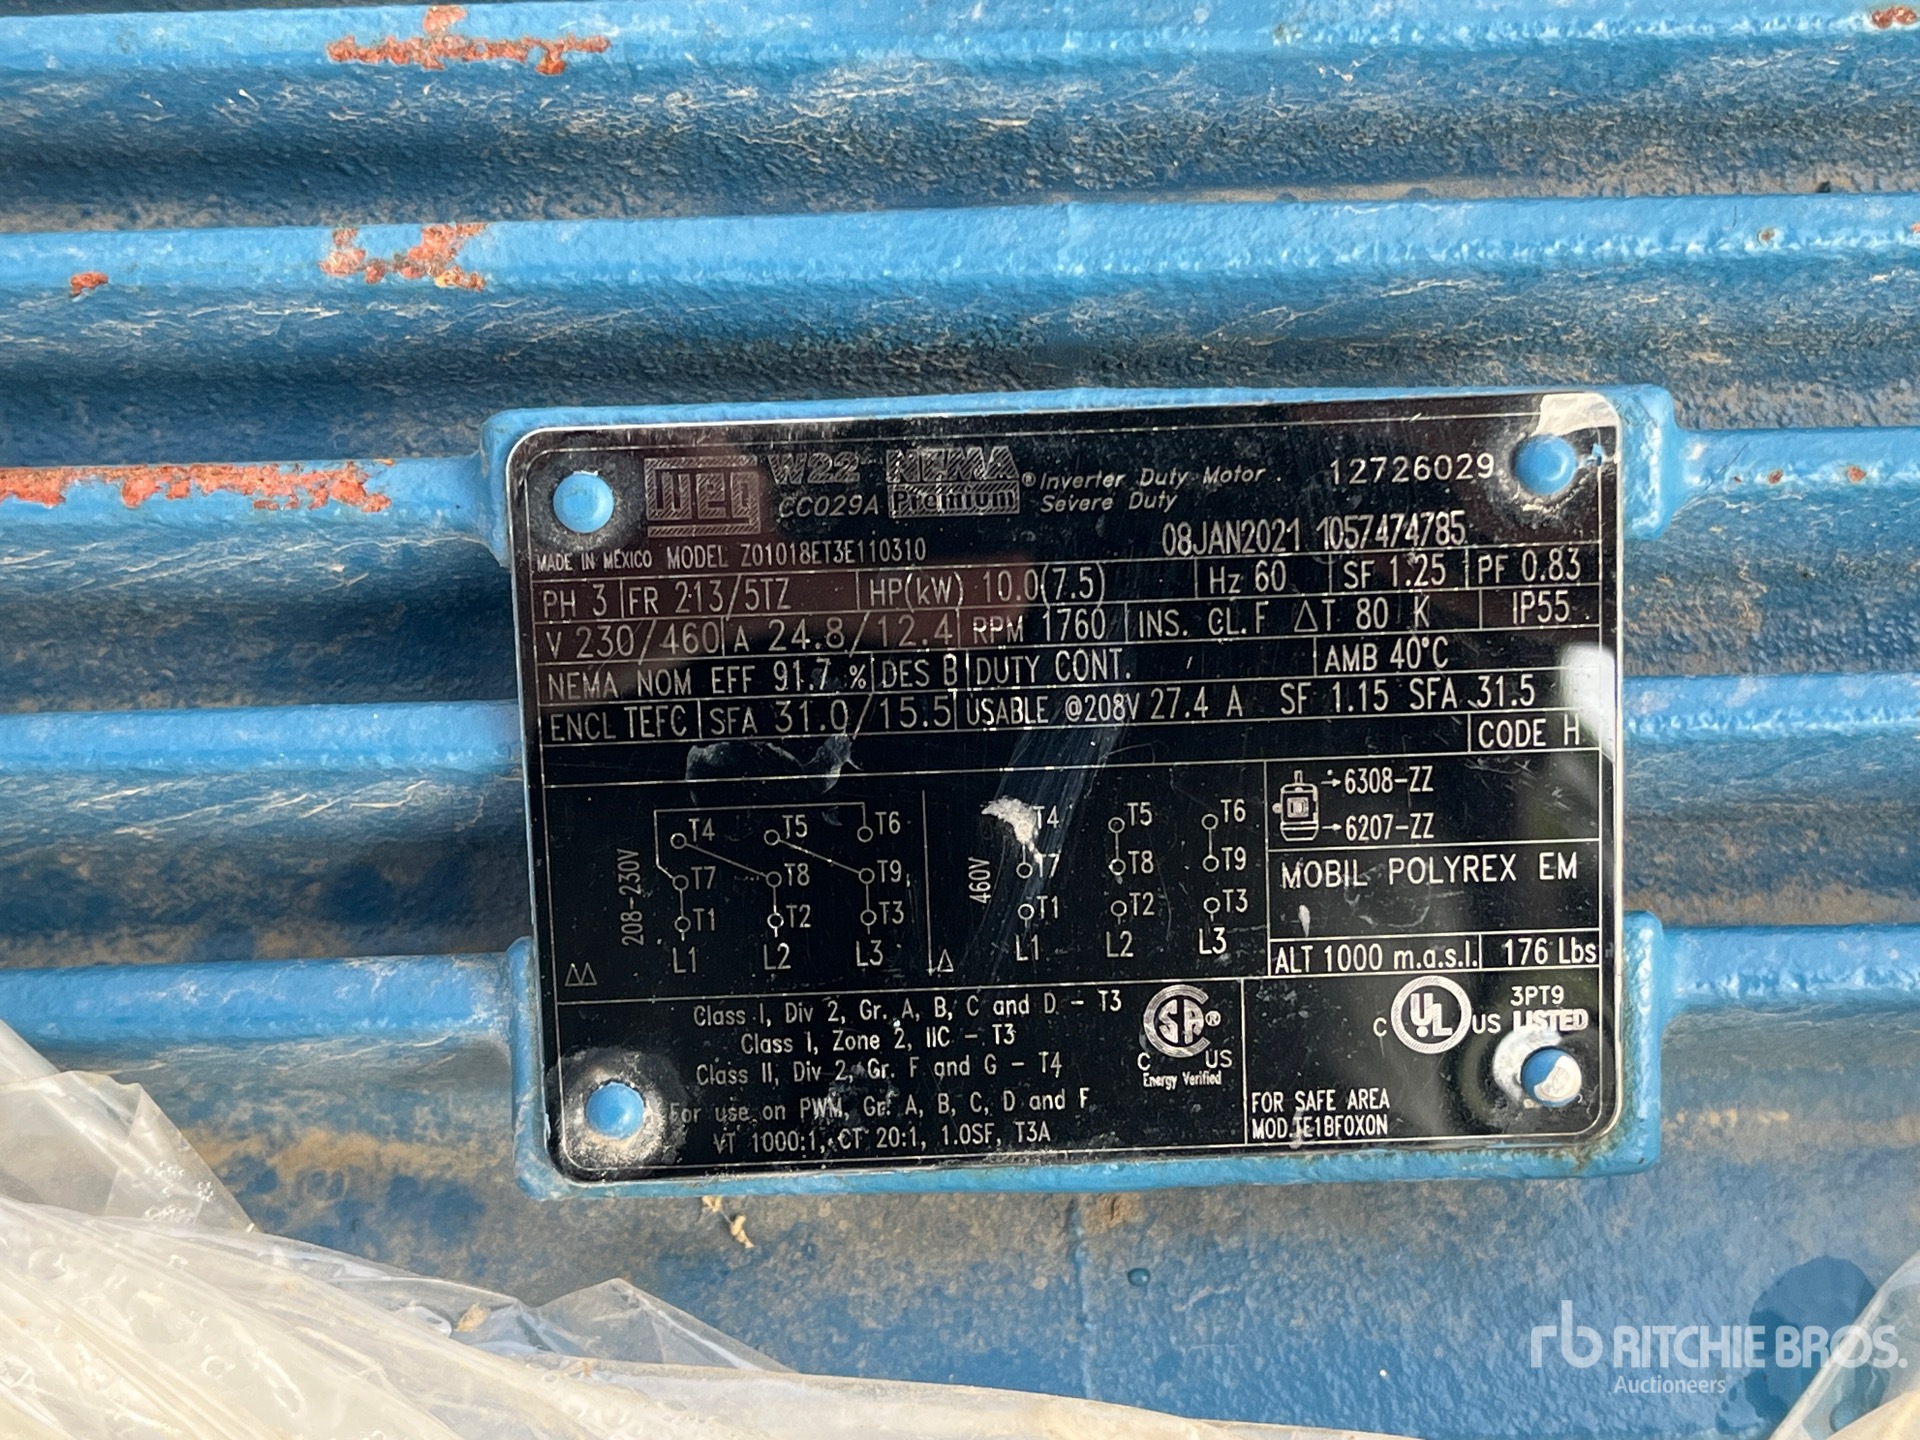 WEG W22 NEMA Premium ® Inverter Duty Motor 12726029
CC029A Severe Duty
MADE IN MEXICO MODEL Z01018ET3E110310 08JAN2021 1057474785
PH 3 FR 213/5TZ HP(kW) 10.0(7.5) Hz 60 SF 1.25 PF 0.83
V 230/460 A 24.8/12.4 RPM 1760 INS. CL. F ΔT 80 K IP55
NEMA NOM EFF 91.7 % DES B DUTY CONT. AMB 40°C
ENCL TEFC SFA 31.0/15.5 USABLE @208V 27.4 A SF 1.15 SFA 31.5
CODE H
208-230V
T4 T5 T6
T7 T8 T9
T1 T2 T3
L1 L2 L3
ΔΔ
460V
T4 T5 T6
T7 T8 T9
T1 T2 T3
L1 L2 L3
Δ
6308-ZZ
6207-ZZ
MOBIL POLYREX EM
ALT 1000 m.a.s.l. 176 Lbs
Class I, Div 2, Gr. A, B, C and D - T3
Class I, Zone 2, IIC - T3
Class II, Div 2, Gr. F and G - T4
For use on PWM, Gr. A, B, C, D and F
VT 1000:1, CT 20:1, 1.0SF, T3A
C SA ® US
Energy Verified
C UL US 3PT9 LISTED
FOR SAFE AREA
MOD.TE1BF0X0N
rb RITCHIE BROS.
Auctioneers